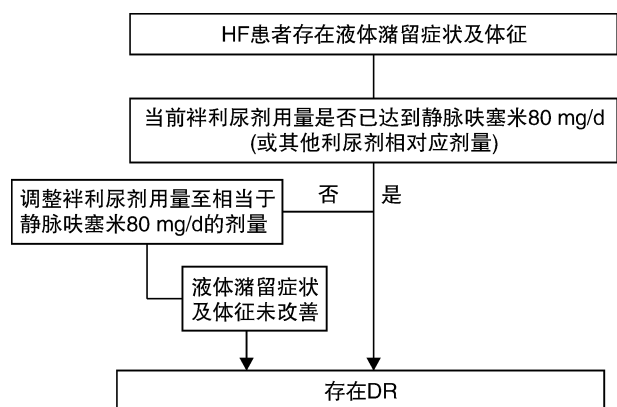 HF患者存在液体潴留症状及体征
当前袢利尿剂用量是否已达到静脉呋塞米80 mg/d
(或其他利尿剂相对应剂量)
否
是
调整袢利尿剂用量至相当于
静脉呋塞米80 mg/d的剂量
液体潴留症状
及体征未改善
存在DR